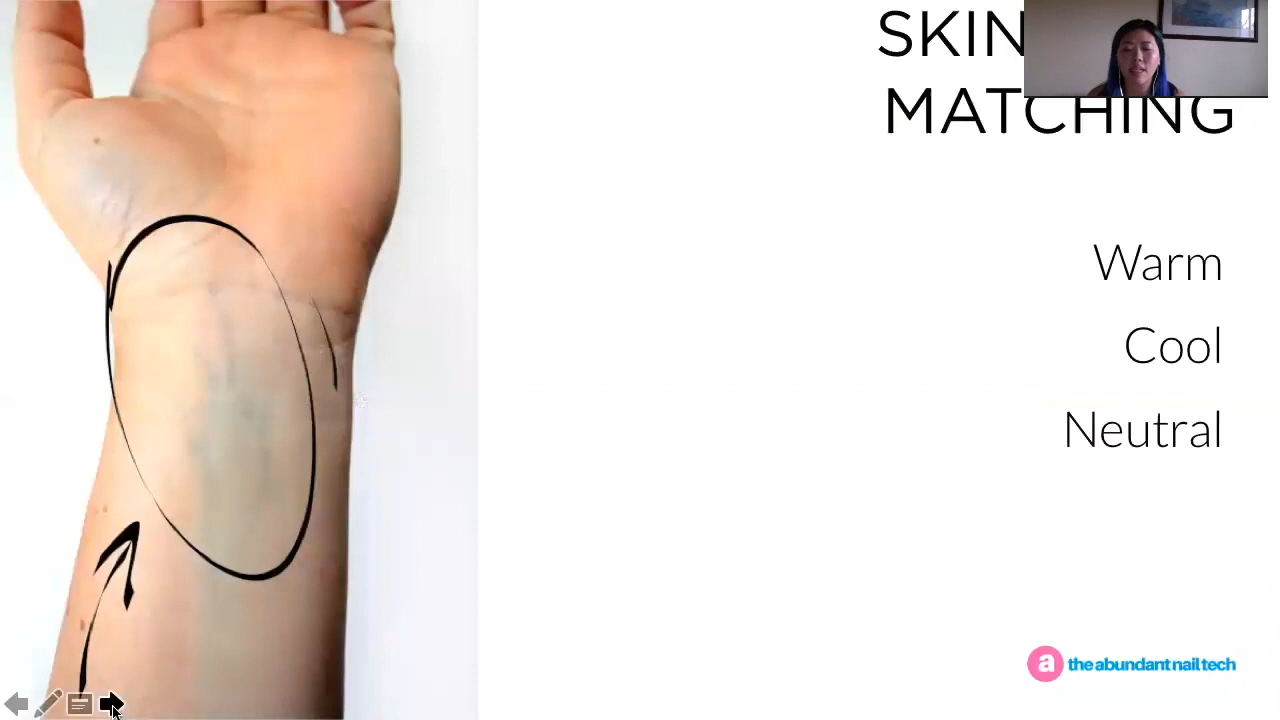 SKIN
MATCHING
Warm
Cool
Neutral
a the abundant nail tech